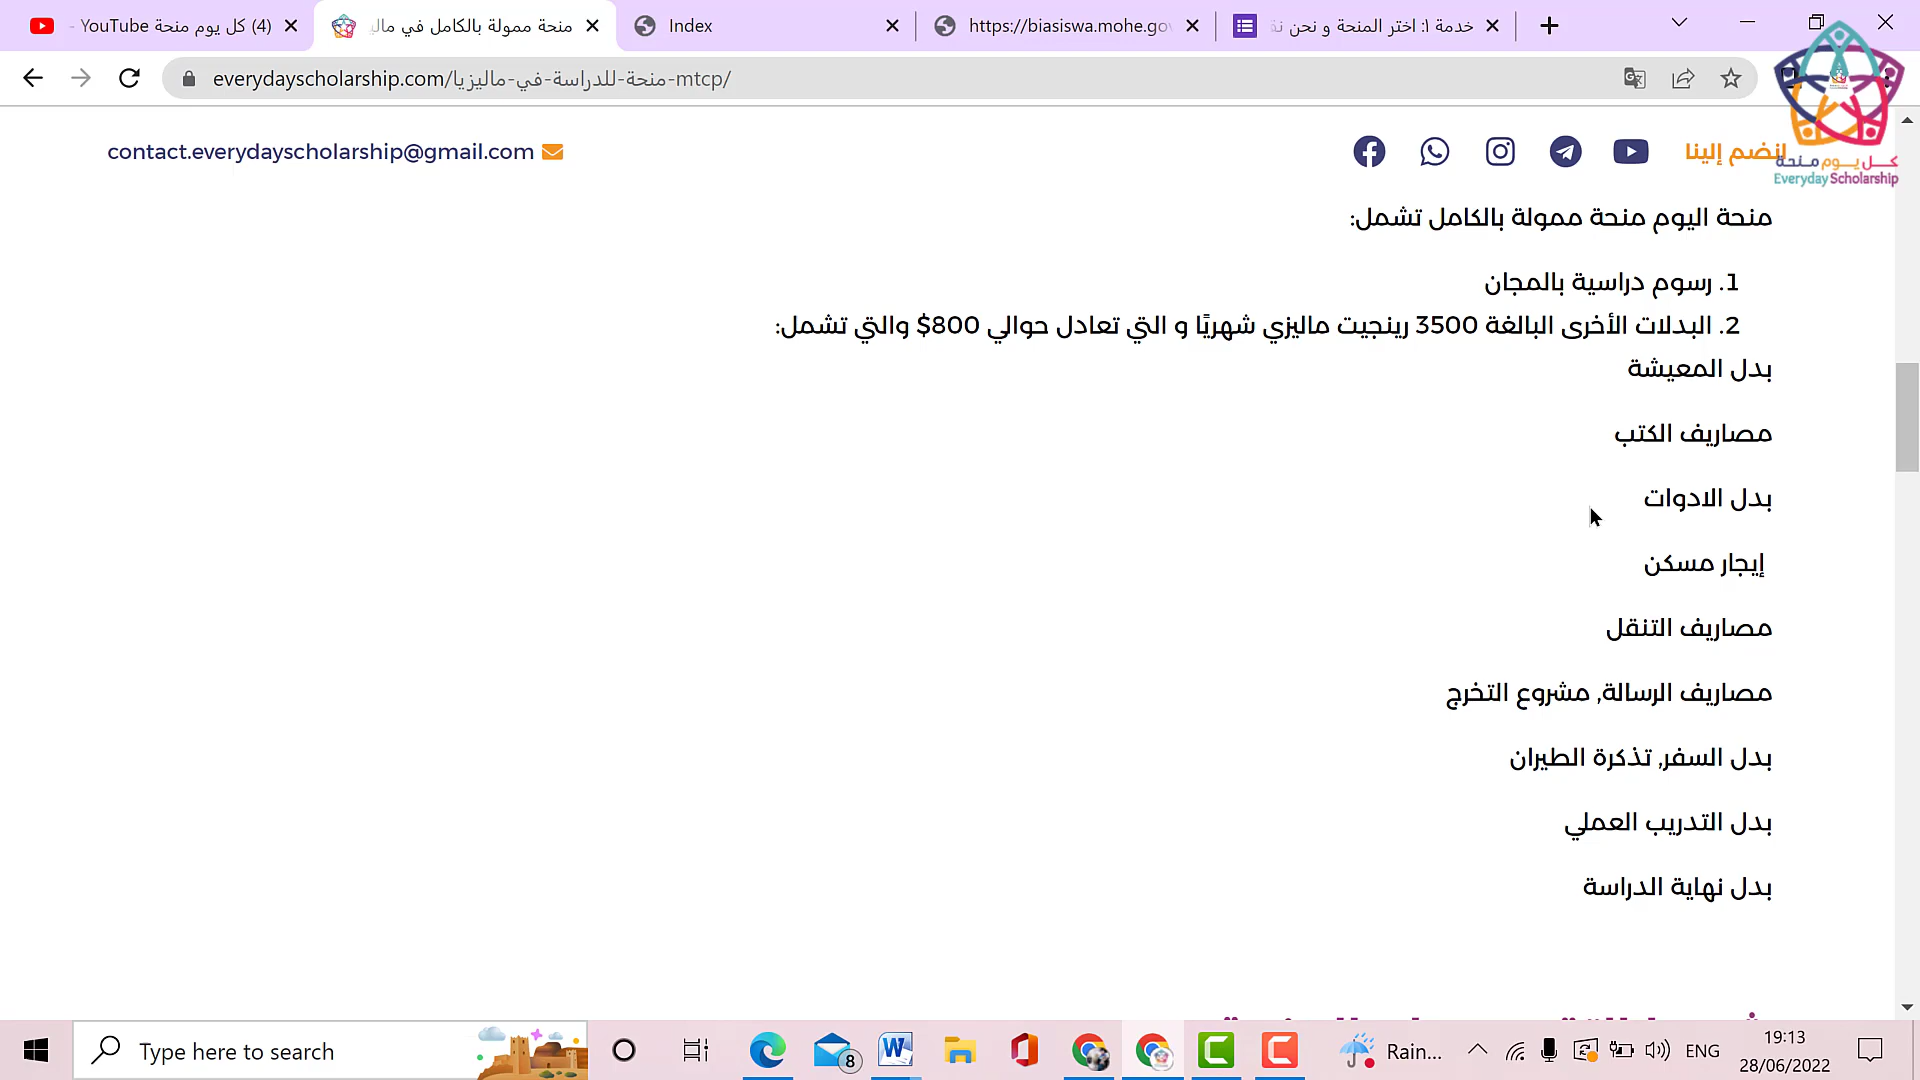 (4) كل يوم منحة - YouTube
منحة ممولة بالكامل في مالي
Index
https://biasiswa.mohe.gov
خدمة 1: اختر المنحة و نحن نق
everydayscholarship.com/منحة-للدراسة-في-ماليزيا-mtcp/
contact.everydayscholarship@gmail.com
انضم إلينا
كل يوم منحة
Everyday Scholarship
منحة اليوم منحة ممولة بالكامل تشمل:
1. رسوم دراسية بالمجان
2. البدلات الأخرى البالغة 3500 رينجيت ماليزي شهريًا و التي تعادل حوالي 800$ والتي تشمل:
بدل المعيشة
مصاريف الكتب
بدل الادوات
إيجار مسكن
مصاريف التنقل
مصاريف الرسالة, مشروع التخرج
بدل السفر, تذكرة الطيران
بدل التدريب العملي
بدل نهاية الدراسة
Type here to search
8
Rain...
ENG
19:13
28/06/2022